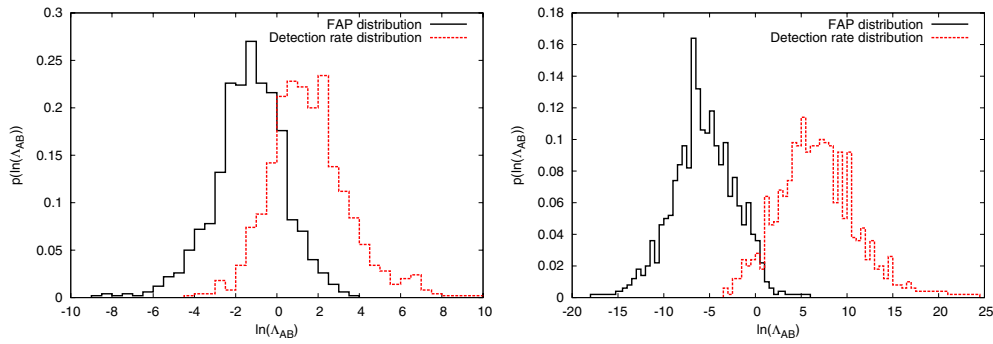 FAP distribution
Detection rate distribution
p(ln(Λ_AB))
0.3
0.25
0.2
0.15
0.1
0.05
0
-10 -8 -6 -4 -2 0 2 4 6 8 10
ln(Λ_AB)
FAP distribution
Detection rate distribution
p(ln(Λ_AB))
0.18
0.16
0.14
0.12
0.1
0.08
0.06
0.04
0.02
0
-20 -15 -10 -5 0 5 10 15 20 25
ln(Λ_AB)